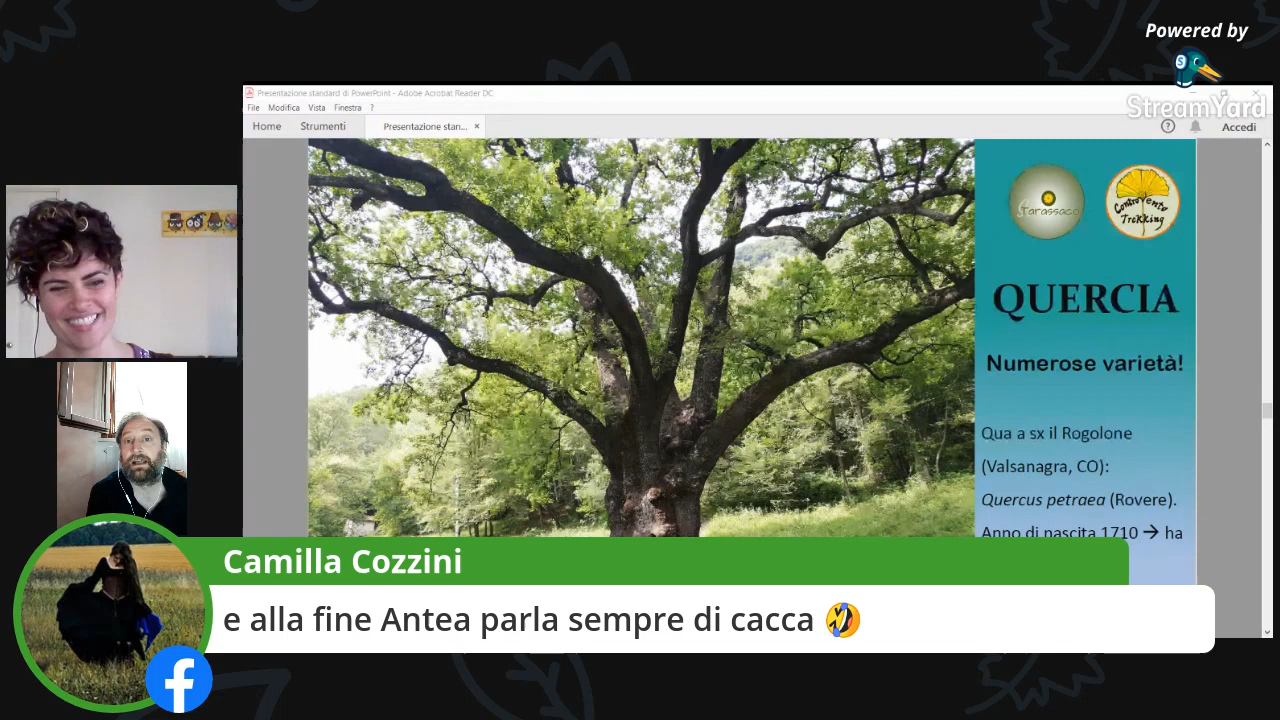 Powered by
StreamYard
Presentazione standard di PowerPoint - Adobe Acrobat Reader DC
File Modifica Vista Finestra ?
Home Strumenti Presentazione stan... × Accedi
Tarassaco
ControVento Trekking
QUERCIA
Numerose varietà!
Qua a sx il Rogolone
(Valsanagra, CO):
Quercus petraea (Rovere).
Anno di nascita 1710 → ha
Camilla Cozzini
e alla fine Antea parla sempre di cacca 🤣